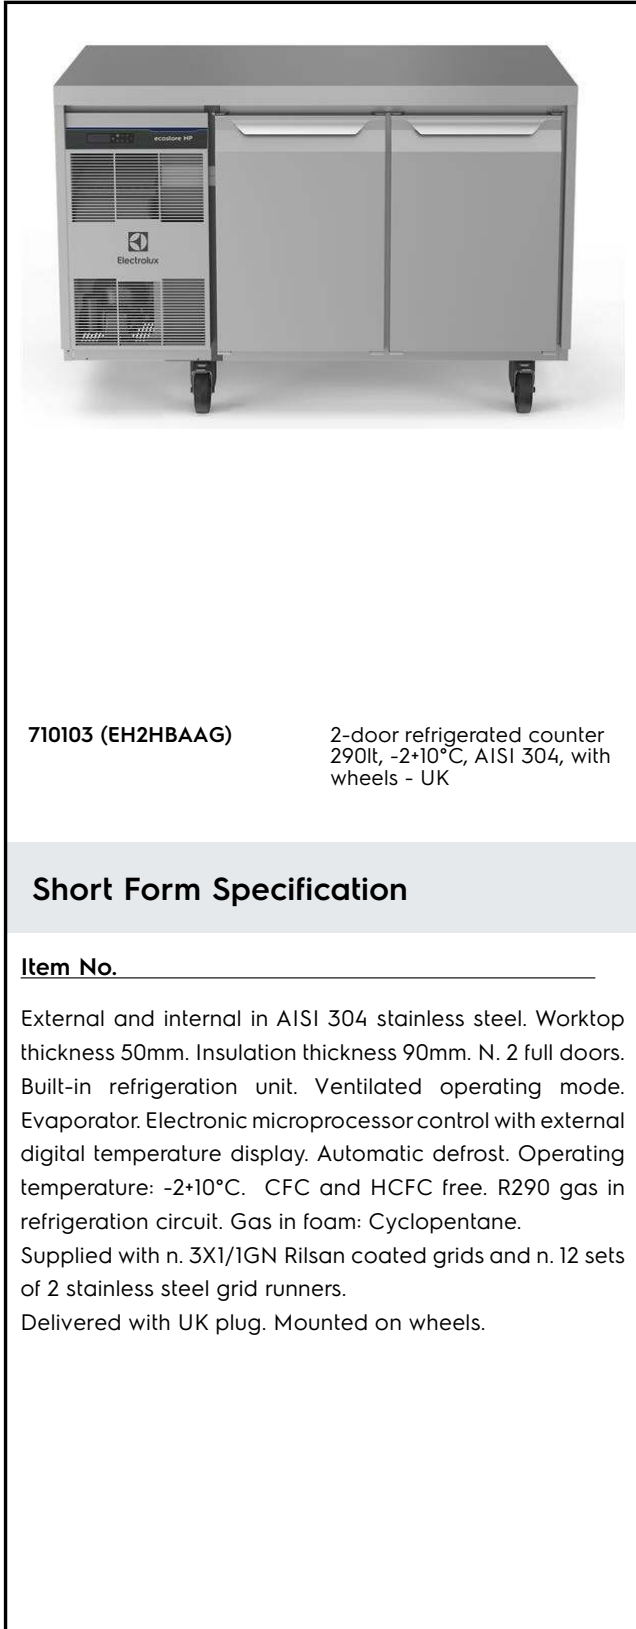 ecostore HP
Electrolux
710103 (EH2HBAAG)
2-door refrigerated counter
290lt, -2+10°C, AISI 304, with
wheels - UK
Short Form Specification
Item No.
External and internal in AISI 304 stainless steel. Worktop
thickness 50mm. Insulation thickness 90mm. N. 2 full doors.
Built-in refrigeration unit. Ventilated operating mode.
Evaporator. Electronic microprocessor control with external
digital temperature display. Automatic defrost. Operating
temperature: -2+10°C. CFC and HCFC free. R290 gas in
refrigeration circuit. Gas in foam: Cyclopentane.
Supplied with n. 3X1/1GN Rilsan coated grids and n. 12 sets
of 2 stainless steel grid runners.
Delivered with UK plug. Mounted on wheels.